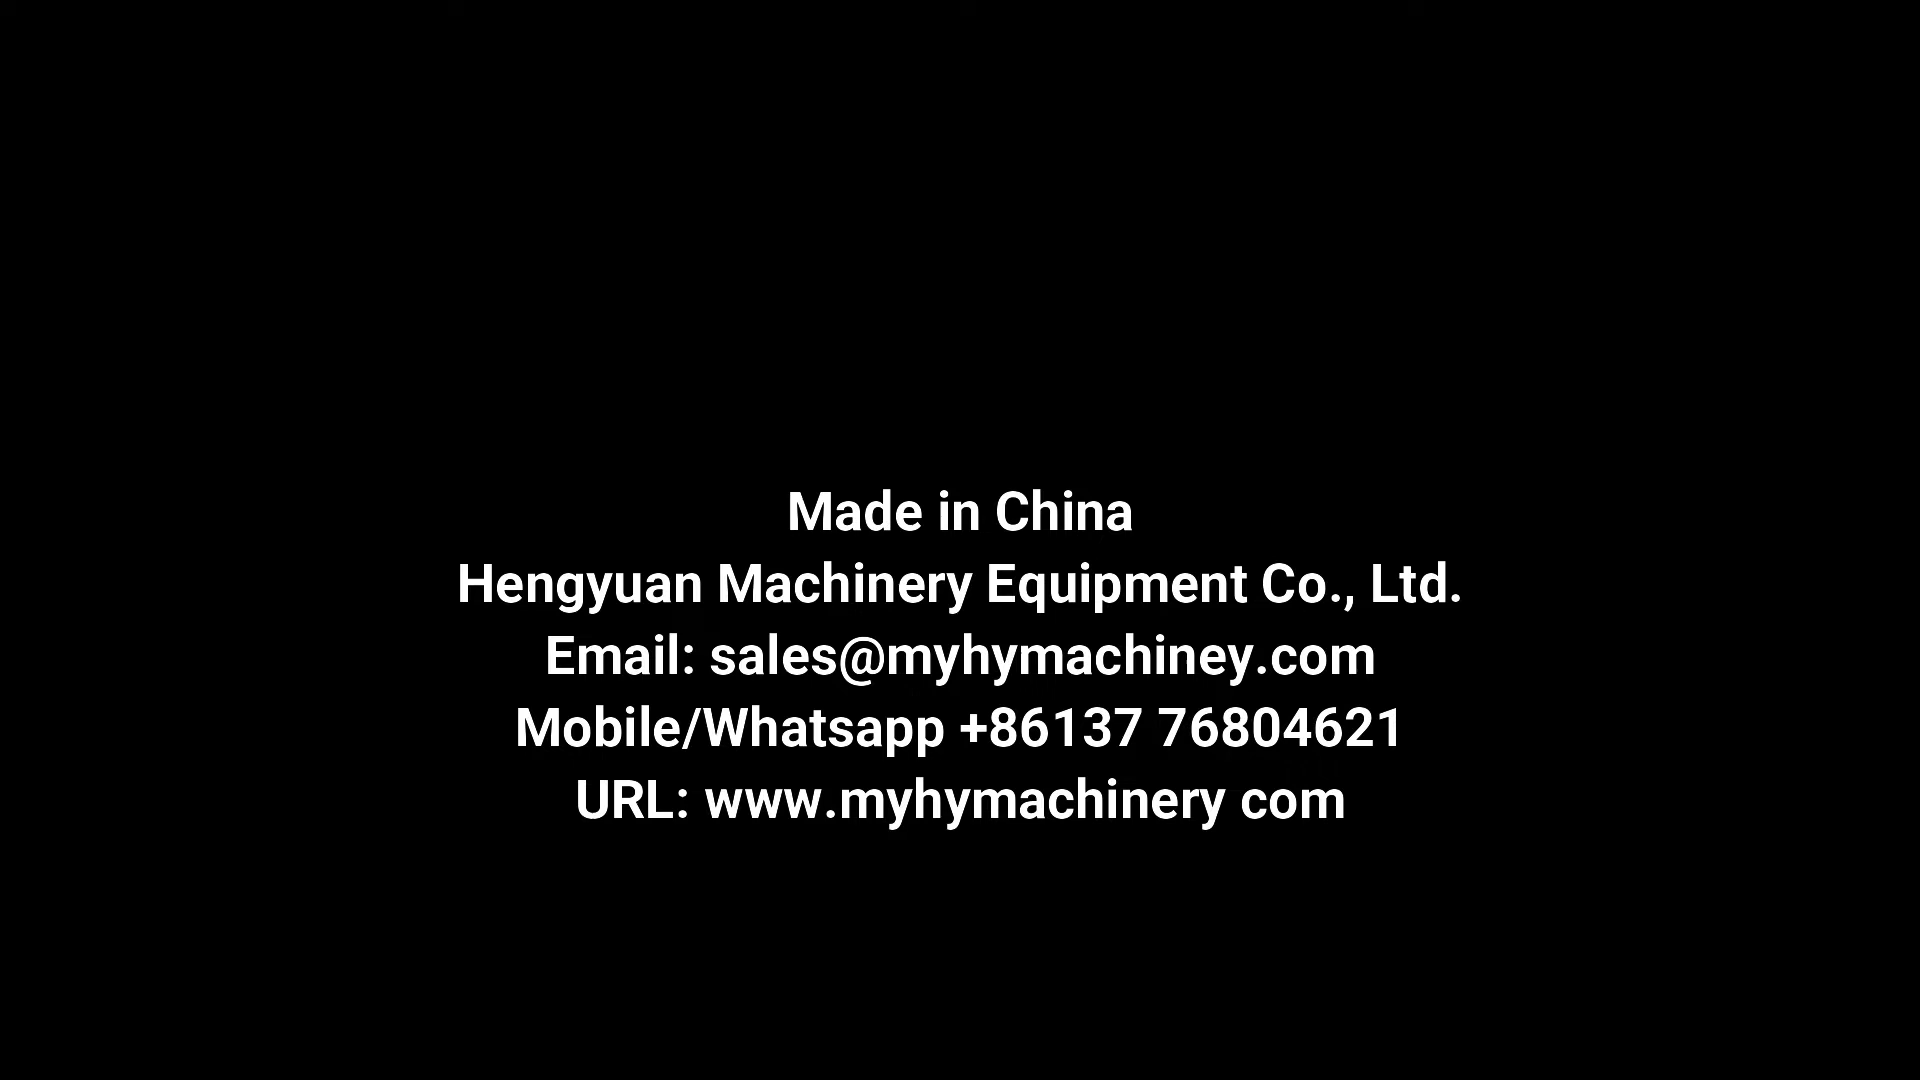 Made in China
Hengyuan Machinery Equipment Co., Ltd.
Email: sales@myhymachiney.com
Mobile/Whatsapp +86137 76804621
URL: www.myhymachinery com